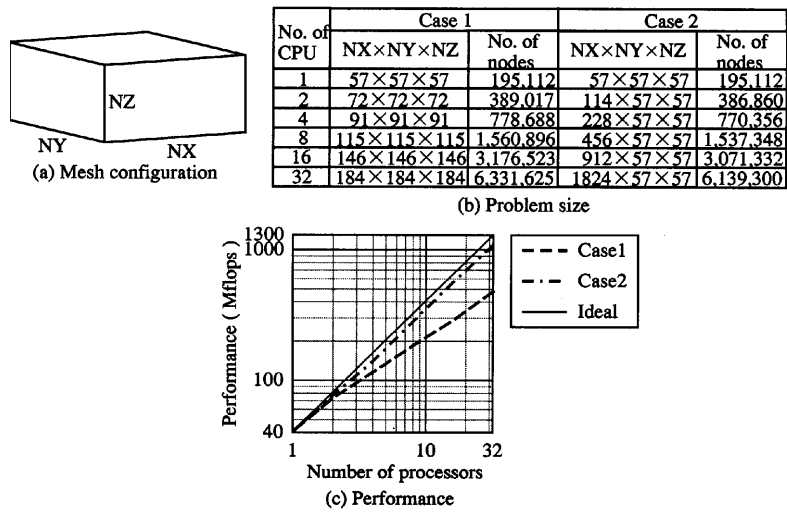 NZ
NY
NX
(a) Mesh configuration
No. of CPU Case 1 Case 2
NX×NY×NZ No. of nodes NX×NY×NZ No. of nodes
1 57×57×57 195,112 57×57×57 195,112
2 72×72×72 389,017 114×57×57 386,860
4 91×91×91 778,688 228×57×57 770,356
8 115×115×115 1,560,896 456×57×57 1,537,348
16 146×146×146 3,176,523 912×57×57 3,071,332
32 184×184×184 6,331,625 1824×57×57 6,139,300
(b) Problem size
Performance ( Mflops )
1300
1000
100
40
1 10 32
Number of processors
(c) Performance
Case1
Case2
Ideal